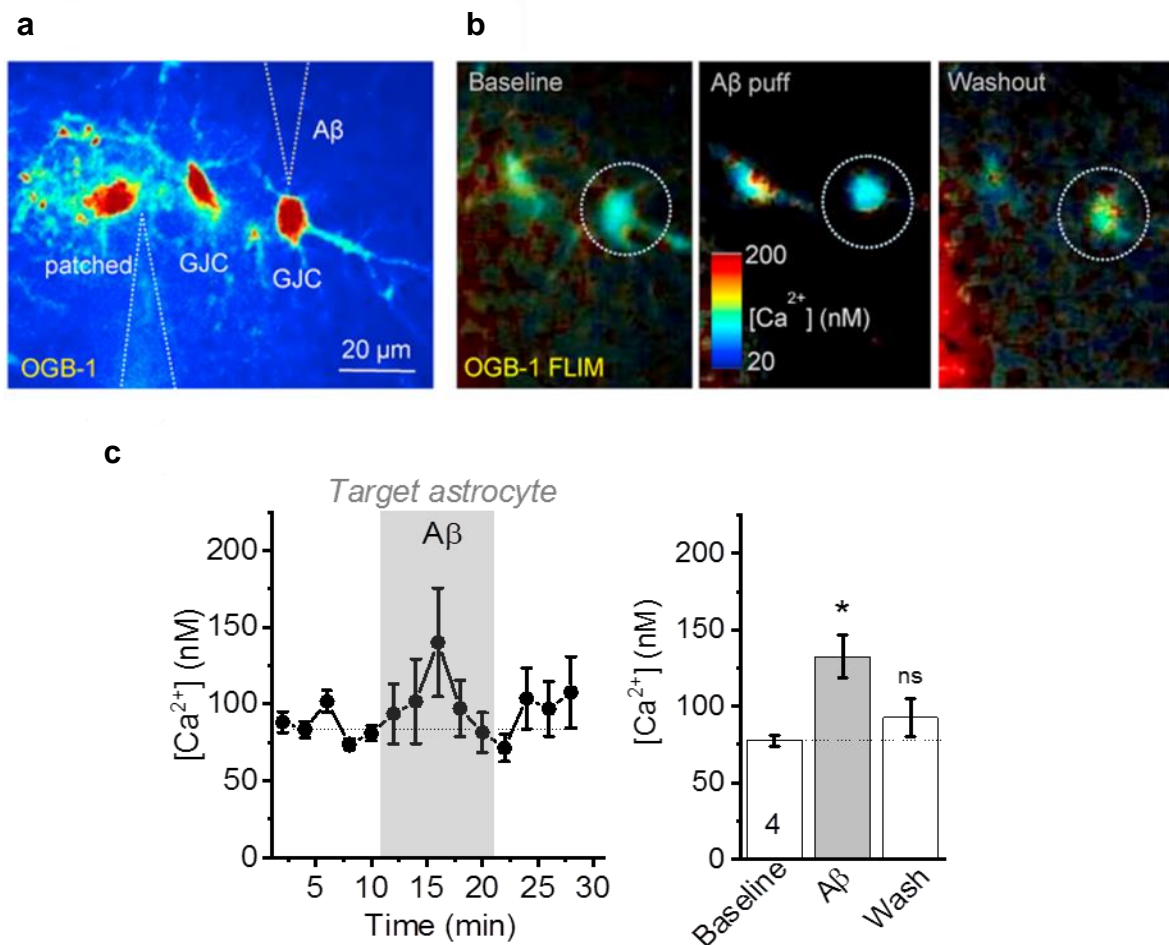 a
b
Aβ
patched
GJC
GJC
20 µm
OGB-1
Baseline
Aβ puff
Washout
200
[Ca²⁺] (nM)
20
OGB-1 FLIM
c
Target astrocyte
Aβ
200
150
100
50
0
[Ca²⁺] (nM)
5
10
15
20
25
30
Time (min)
200
150
100
50
0
[Ca²⁺] (nM)
*
ns
4
Baseline
Aβ
Wash